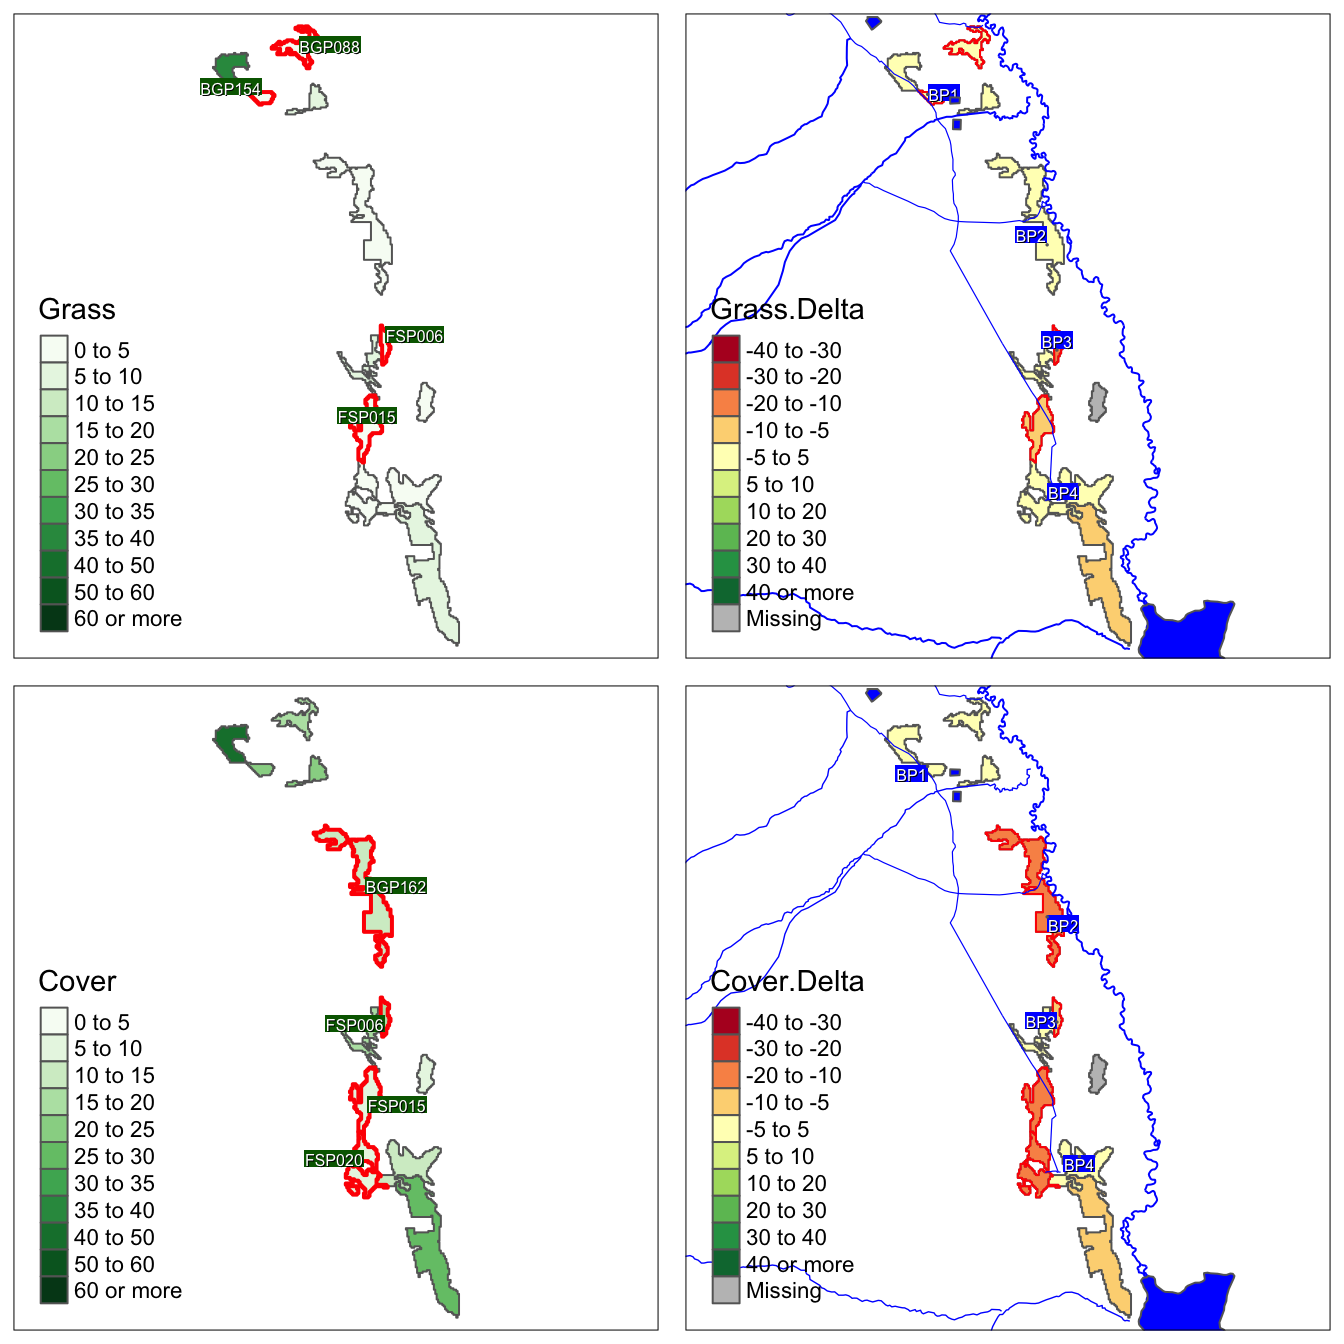 BGP088
BGP154
Grass
FSP006
0 to 5
5 to 10
10 to 15
15 to 20
20 to 25
25 to 30
30 to 35
35 to 40
40 to 50
50 to 60
60 or more
FSP015
BP1
BP2
Grass.Delta
BP3
-40 to -30
-30 to -20
-20 to -10
-10 to -5
-5 to 5
5 to 10
10 to 20
20 to 30
30 to 40
40 or more
Missing
BP4
BGP162
Cover
FSP006
0 to 5
5 to 10
10 to 15
15 to 20
20 to 25
25 to 30
30 to 35
35 to 40
40 to 50
50 to 60
60 or more
FSP015
FSP020
BP1
BP2
Cover.Delta
BP3
-40 to -30
-30 to -20
-20 to -10
-10 to -5
-5 to 5
5 to 10
10 to 20
20 to 30
30 to 40
40 or more
Missing
BP4